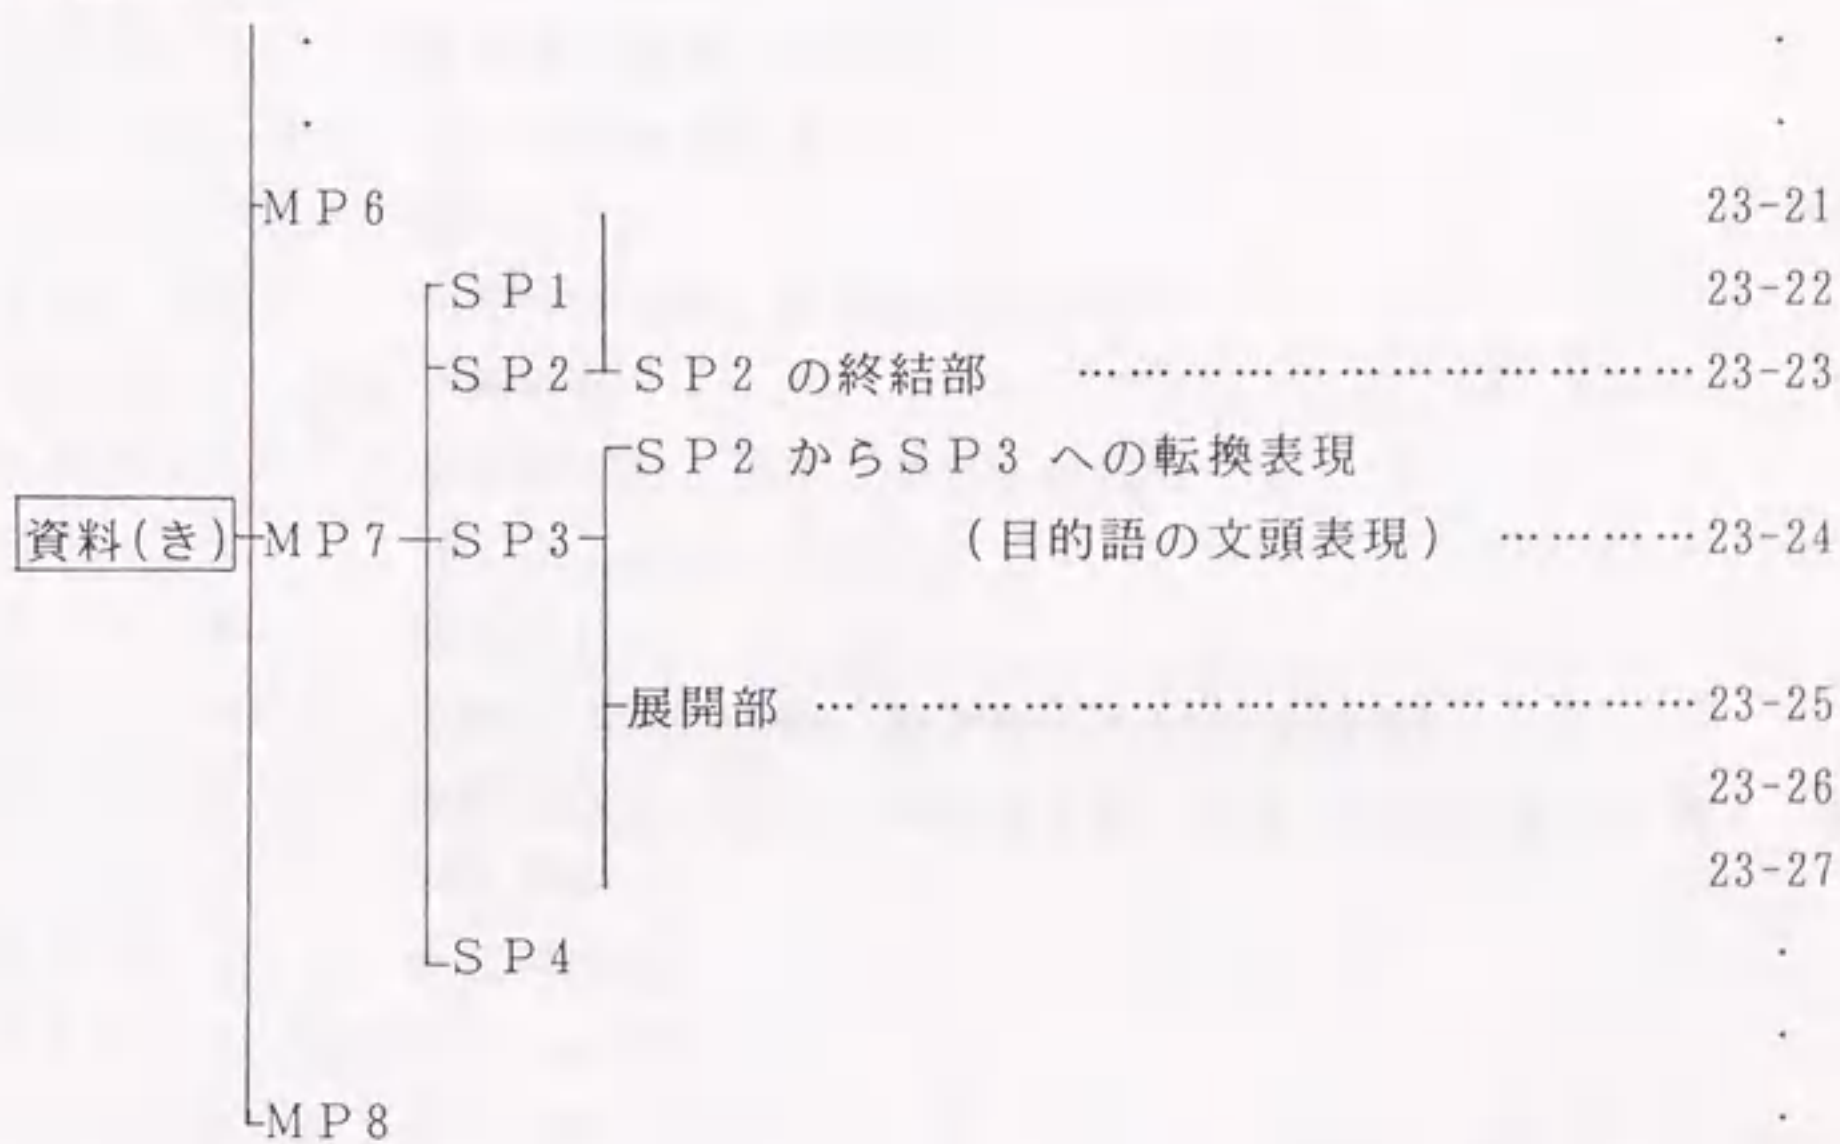 MP6 23-21
SP1 23-22
SP2 SP2 の終結部 ………………………………… 23-23
SP2 からSP3 への転換表現
資料(き) MP7 SP3 (目的語の文頭表現) ………… 23-24
展開部 ……………………………………………… 23-25
23-26
23-27
SP4
MP8